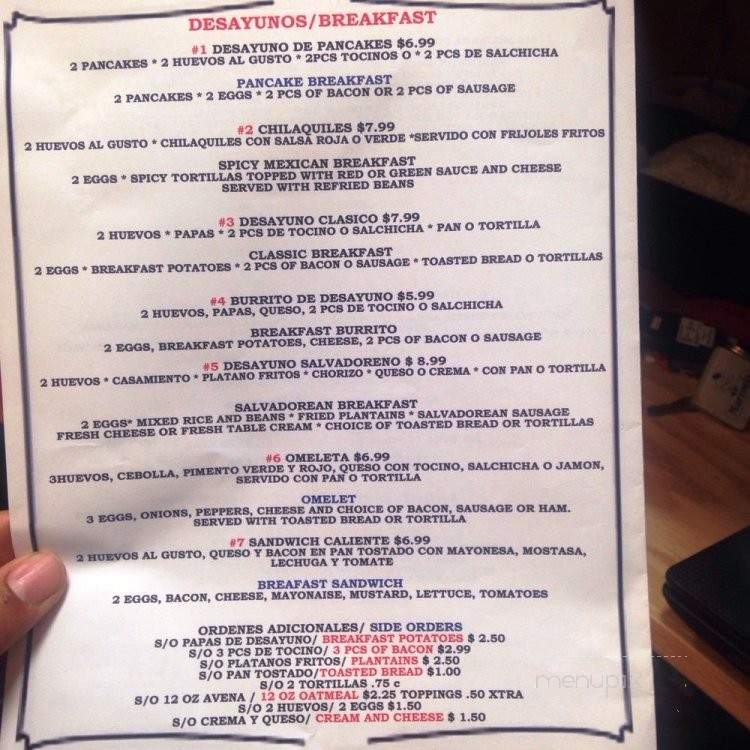 DESAYUNOS/BREAKFAST
#1 DESAYUNO DE PANCAKES $6.99
2 PANCAKES * 2 HUEVOS AL GUSTO * 2PCS TOCINOS O * 2 PCS DE SALCHICHA
PANCAKE BREAKFAST
2 PANCAKES * 2 EGGS * 2 PCS OF BACON OR 2 PCS OF SAUSAGE
#2 CHILAQUILES $7.99
2 HUEVOS AL GUSTO * CHILAQUILES CON SALSA ROJA O VERDE *SERVIDO CON FRIJOLES FRITOS
SPICY MEXICAN BREAKFAST
2 EGGS * SPICY TORTILLAS TOPPED WITH RED OR GREEN SAUCE AND CHEESE
SERVED WITH REFRIED BEANS
#3 DESAYUNO CLASICO $7.99
2 HUEVOS * PAPAS * 2 PCS DE TOCINO O SALCHICHA * PAN O TORTILLA
CLASSIC BREAKFAST
2 EGGS * BREAKFAST POTATOES * 2 PCS OF BACON O SAUSAGE * TOASTED BREAD O TORTILLAS
#4 BURRITO DE DESAYUNO $5.99
2 HUEVOS, PAPAS, QUESO, 2 PCS DE TOCINO O SALCHICHA
BREAKFAST BURRITO
2 EGGS, BREAKFAST POTATOES, CHEESE, 2 PCS OF BACON O SAUSAGE
#5 DESAYUNO SALVADORENO $ 8.99
2 HUEVOS * CASAMIENTO * PLATANO FRITOS * CHORIZO * QUESO O CREMA * CON PAN O TORTILLA
SALVADOREAN BREAKFAST
2 EGGS* MIXED RICE AND BEANS * FRIED PLANTAINS * SALVADOREAN SAUSAGE
FRESH CHEESE OR FRESH TABLE CREAM * CHOICE OF TOASTED BREAD OR TORTILLAS
#6 OMELETA $6.99
3HUEVOS, CEBOLLA, PIMENTO VERDE Y ROJO, QUESO CON TOCINO, SALCHICHA O JAMON,
SERVIDO CON PAN O TORTILLA
OMELET
3 EGGS, ONIONS, PEPPERS, CHEESE AND CHOICE OF BACON, SAUSAGE OR HAM.
SERVED WITH TOASTED BREAD OR TORTILLA
#7 SANDWICH CALIENTE $6.99
2 HUEVOS AL GUSTO, QUESO Y BACON EN PAN TOSTADO CON MAYONESA, MOSTASA,
LECHUGA Y TOMATE
BREAFAST SANDWICH
2 EGGS, BACON, CHEESE, MAYONAISE, MUSTARD, LETTUCE, TOMATOES
ORDENES ADICIONALES/ SIDE ORDERS
S/O PAPAS DE DESAYUNO/ BREAKFAST POTATOES $ 2.50
S/O 3 PCS DE TOCINO/ 3 PCS OF BACON $2.99
S/O PLATANOS FRITOS/ PLANTAINS $ 2.50
S/O PAN TOSTADO/TOASTED BREAD $1.00
S/O 2 TORTILLAS .75 c
S/O 12 OZ AVENA / 12 OZ OATMEAL $2.25 TOPPINGS .50 XTRA
S/O 2 HUEVOS/ 2 EGGS $1.50
S/O CREMA Y QUESO/ CREAM AND CHEESE $ 1.50